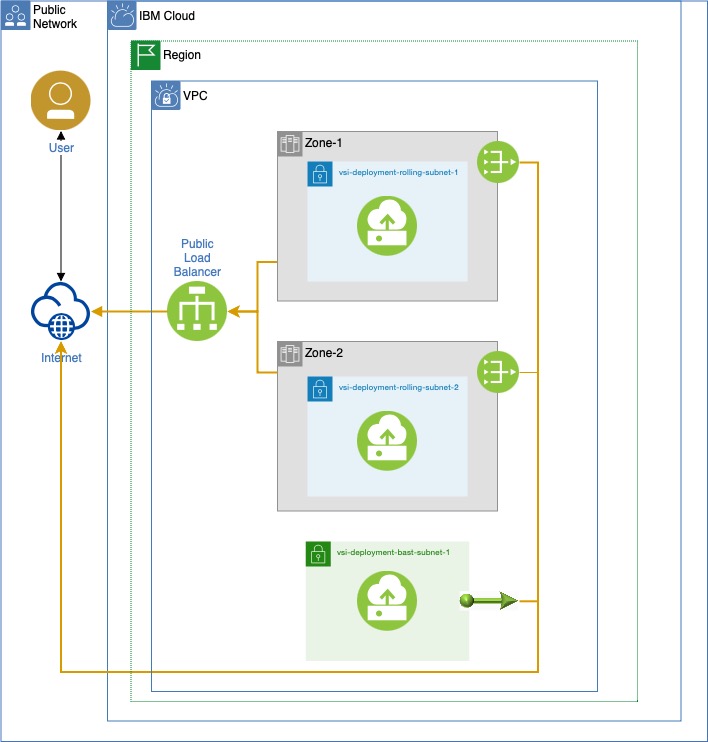 Public
Network
IBM Cloud
Region
VPC
User
Zone-1
vsi-deployment-rolling-subnet-1
Public
Load
Balancer
Internet
Zone-2
vsi-deployment-rolling-subnet-2
vsi-deployment-bast-subnet-1